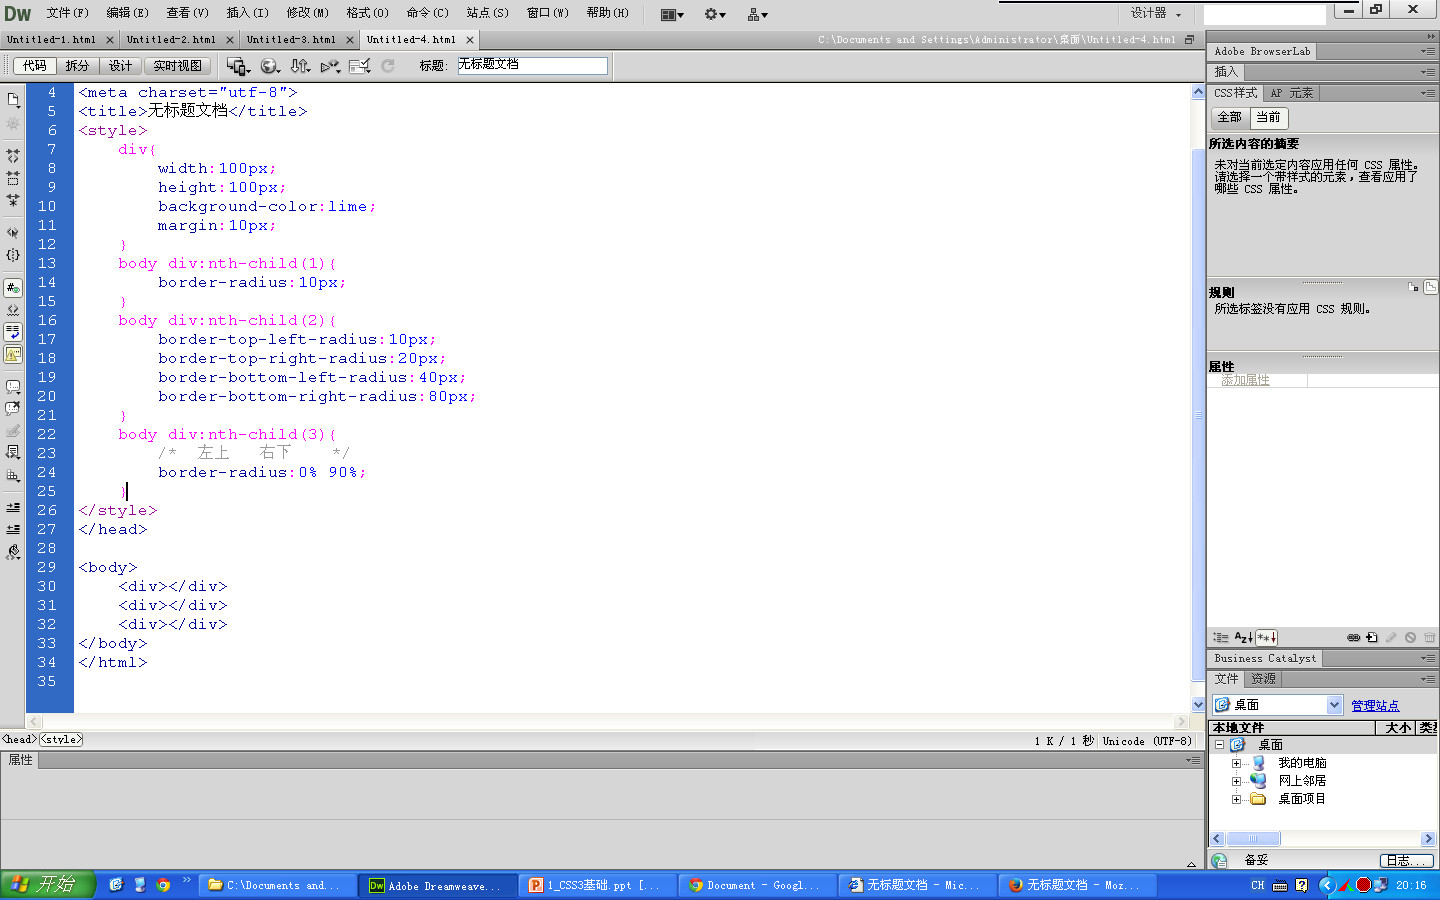 Dw 文件(F) 编辑(E) 查看(V) 插入(I) 修改(M) 格式(O) 命令(C) 站点(S) 窗口(W) 帮助(H) 设计器
Untitled-1.html Untitled-2.html Untitled-3.html Untitled-4.html C:\Documents and Settings\Administrator\桌面\Untitled-4.html
代码 拆分 设计 实时视图 标题: 无标题文档
4 <meta charset="utf-8">
5 <title>无标题文档</title>
6 <style>
7 div{
8 width:100px;
9 height:100px;
10 background-color:lime;
11 margin:10px;
12 }
13 body div:nth-child(1){
14 border-radius:10px;
15 }
16 body div:nth-child(2){
17 border-top-left-radius:10px;
18 border-top-right-radius:20px;
19 border-bottom-left-radius:40px;
20 border-bottom-right-radius:80px;
21 }
22 body div:nth-child(3){
23 /* 左上 右下 */
24 border-radius:0% 90%;
25 }
26 </style>
27 </head>
28
29 <body>
30 <div></div>
31 <div></div>
32 <div></div>
33 </body>
34 </html>
35
<head> <style> 1 K / 1 秒 Unicode (UTF-8)
属性
Adobe BrowserLab
插入
CSS样式 AP 元素
全部 当前
所选内容的摘要
未对当前选定内容应用任何 CSS 属性。
请选择一个带样式的元素，查看应用了
哪些 CSS 属性。
规则
所选标签没有应用 CSS 规则。
属性
添加属性
Business Catalyst
文件 资源
桌面 管理站点
本地文件 大小 类
桌面
我的电脑
网上邻居
桌面项目
备妥 日志...
开始 C:\Documents and... Dw Adobe Dreamweave... 1_CSS3基础.ppt [... Document - Googl... 无标题文档 - Mic... 无标题文档 - Moz... CH 20:16